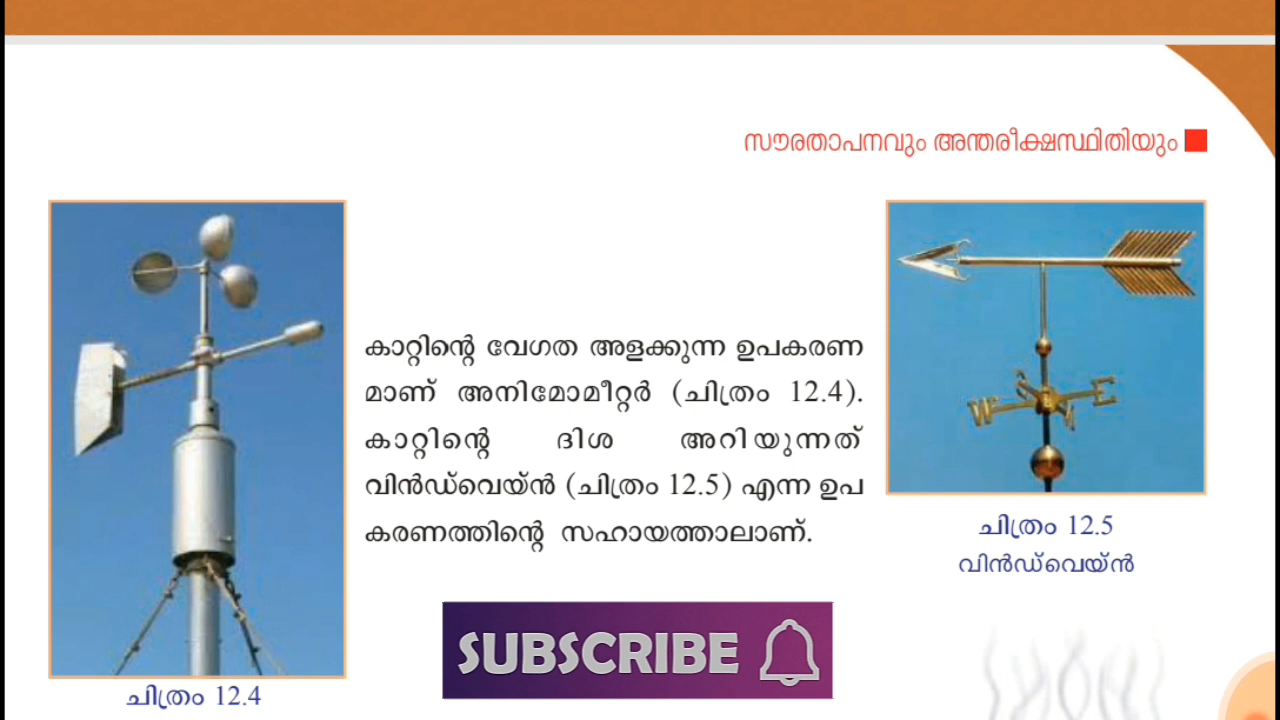 സൗരതാപനവും അന്തരീക്ഷസ്ഥിതിയും
കാറ്റിന്റെ വേഗത അളക്കുന്ന ഉപകരണ
മാണ് അനിമോമീറ്റർ (ചിത്രം 12.4).
കാറ്റിന്റെ ദിശ അറിയുന്നത്
വിൻഡ്‌വെയ്ൻ (ചിത്രം 12.5) എന്ന ഉപ
കരണത്തിന്റെ സഹായത്താലാണ്.
W E
ചിത്രം 12.5
വിൻഡ്‌വെയ്ൻ
SUBSCRIBE
ചിത്രം 12.4